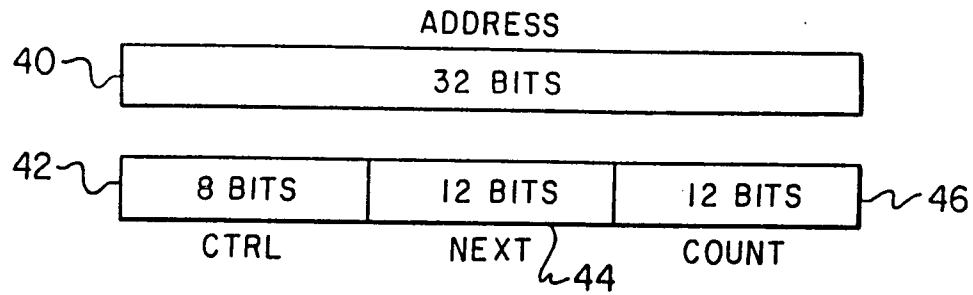 ADDRESS
40 32 BITS
42 8 BITS 12 BITS 12 BITS 46
CTRL NEXT 44 COUNT